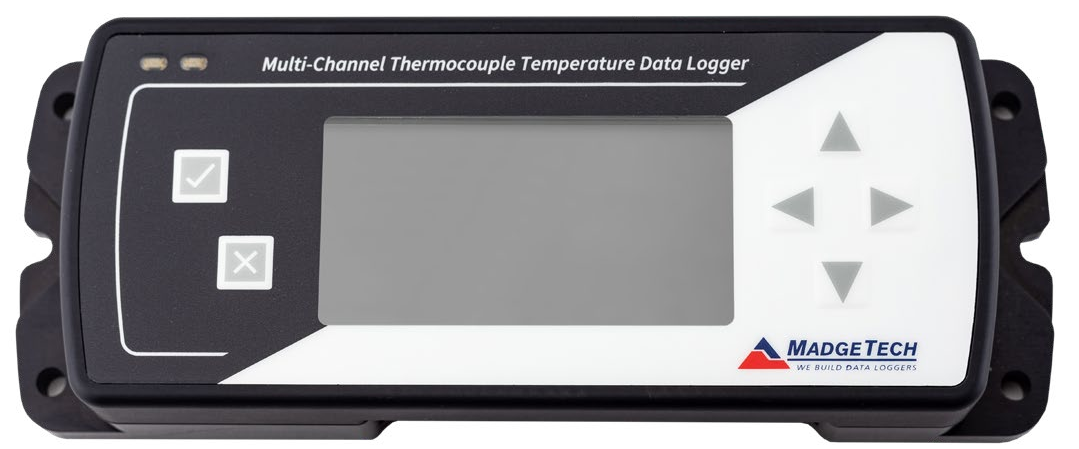 Multi-Channel Thermocouple Temperature Data Logger
MADGETECH
WE BUILD DATA LOGGERS